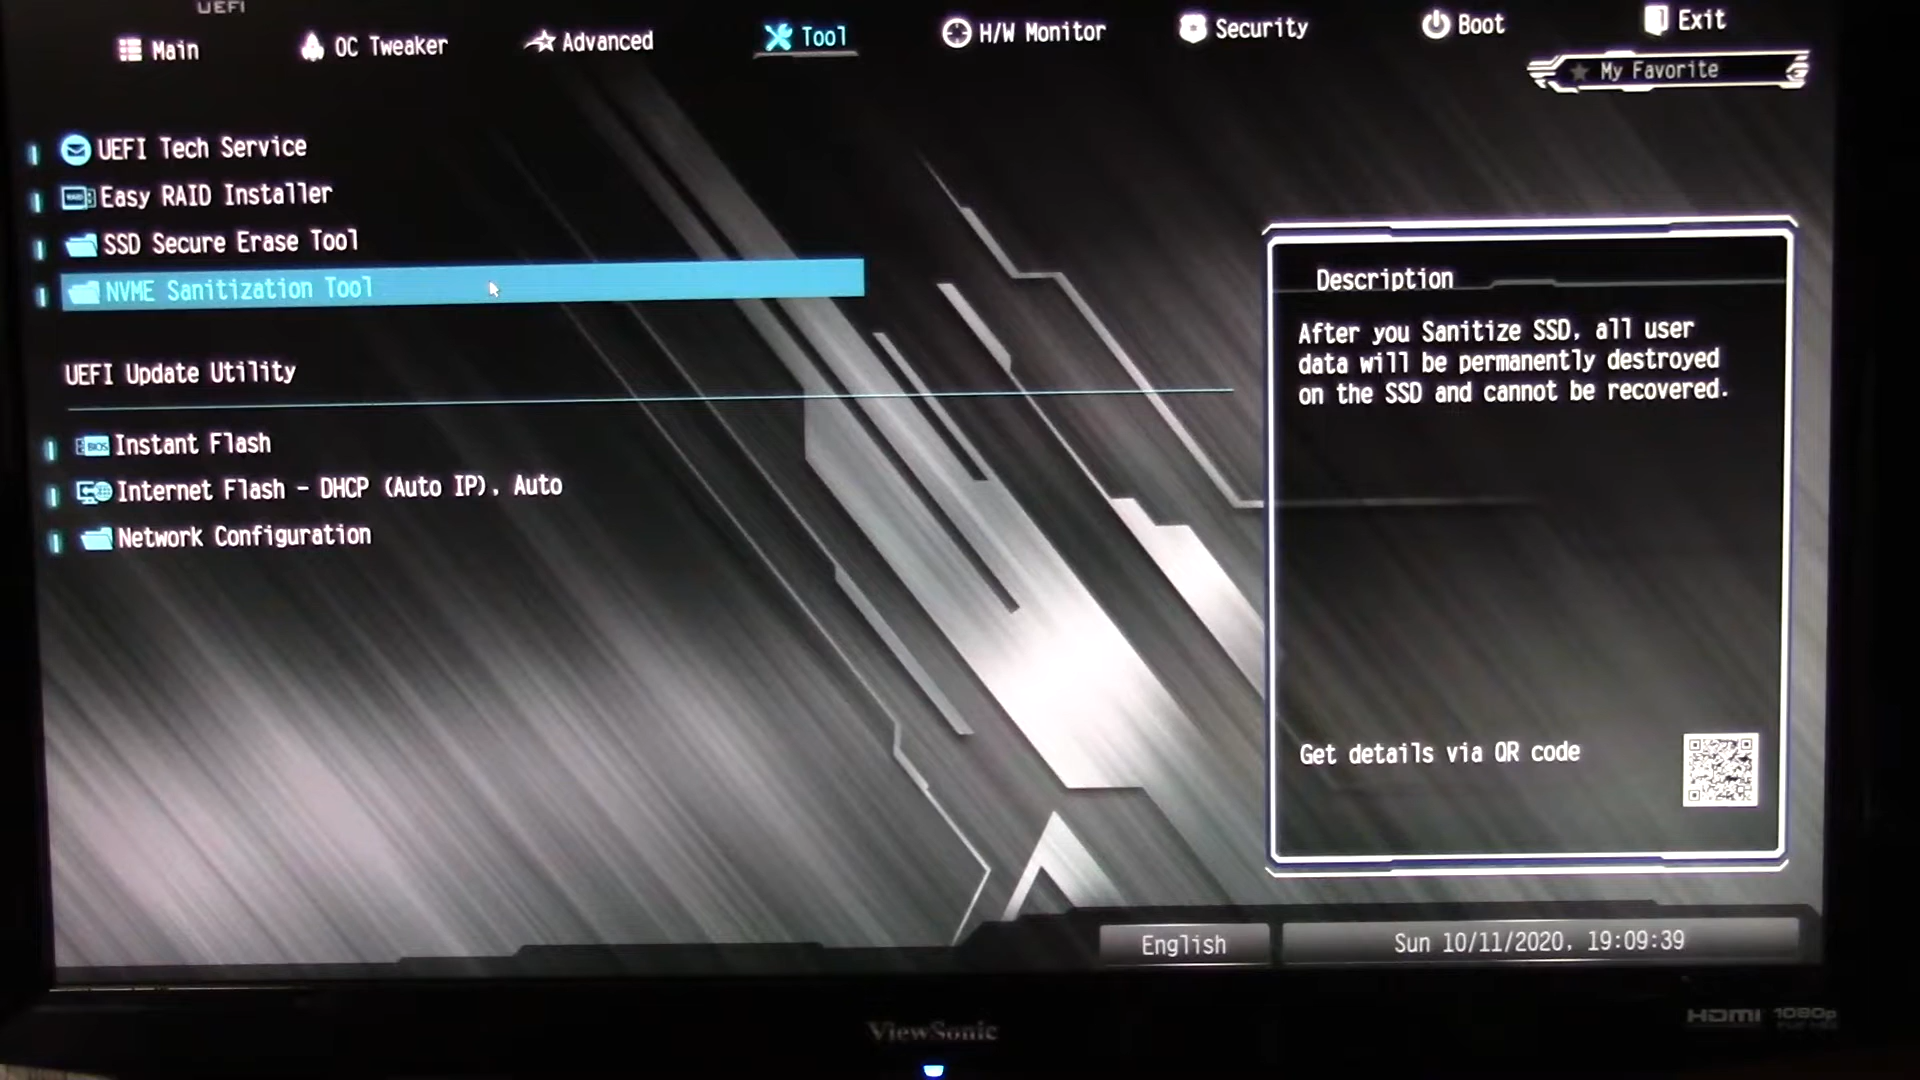 UEFI
Main
OC Tweaker
Advanced
Tool
H/W Monitor
Security
Boot
Exit
My Favorite
UEFI Tech Service
RAID Easy RAID Installer
SSD Secure Erase Tool
NVME Sanitization Tool
UEFI Update Utility
BIOS Instant Flash
Internet Flash - DHCP (Auto IP), Auto
Network Configuration
Description
After you Sanitize SSD, all user
data will be permanently destroyed
on the SSD and cannot be recovered.
Get details via QR code
English
Sun 10/11/2020, 19:09:39
ViewSonic
HDMI 1080p